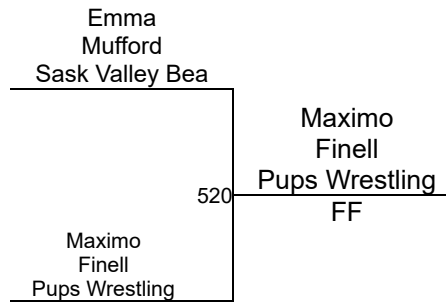 Emma
Mufford
Sask Valley Bea
Maximo
Finell
Pups Wrestling
520
FF
Maximo
Finell
Pups Wrestling